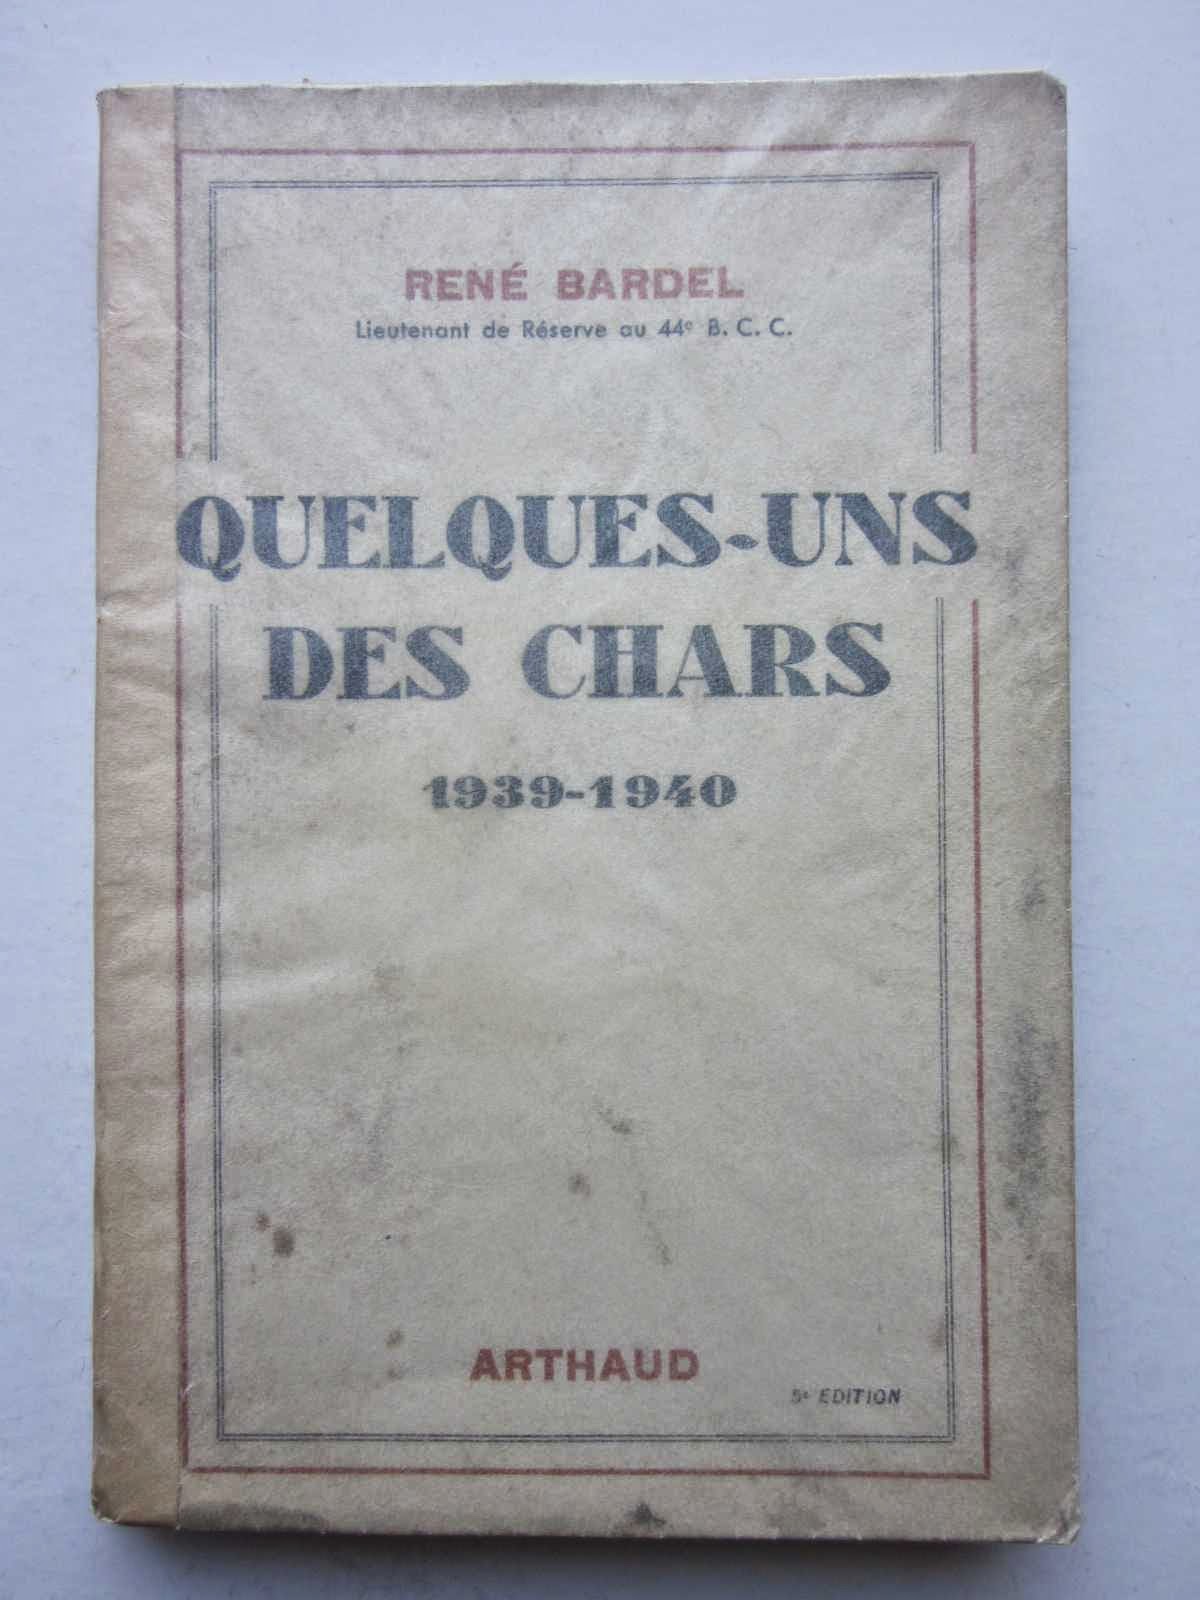 RENÉ BARDEL
Lieutenant de Réserve au 44e B. C. C.
QUELQUES-UNS
DES CHARS
1939-1940
ARTHAUD
5e EDITION